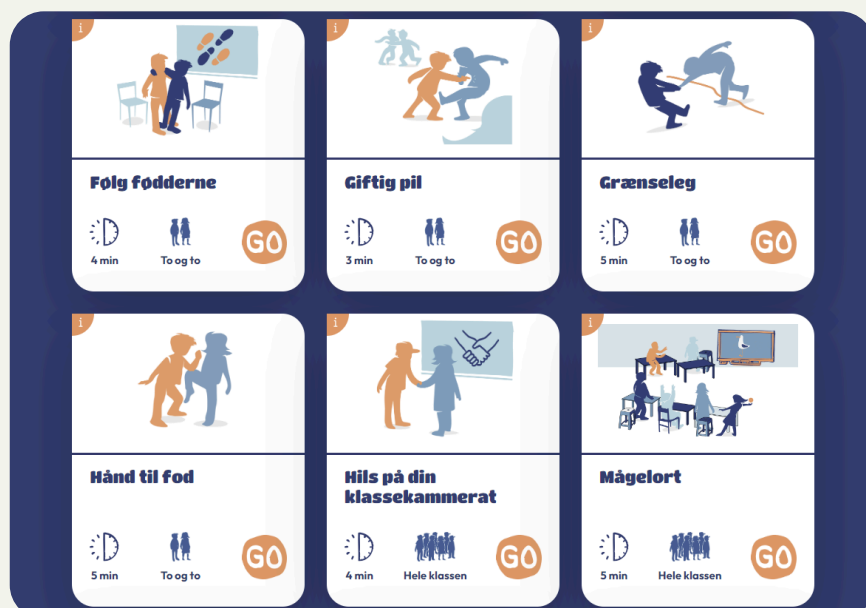 i
i
i
Følg fødderne
Giftig pil
Grænseleg
4 min
To og to
GO
3 min
To og to
GO
5 min
To og to
GO
i
i
i
Hånd til fod
Hils på din
klassekammerat
Mågelort
5 min
To og to
GO
4 min
Hele klassen
GO
5 min
Hele klassen
GO